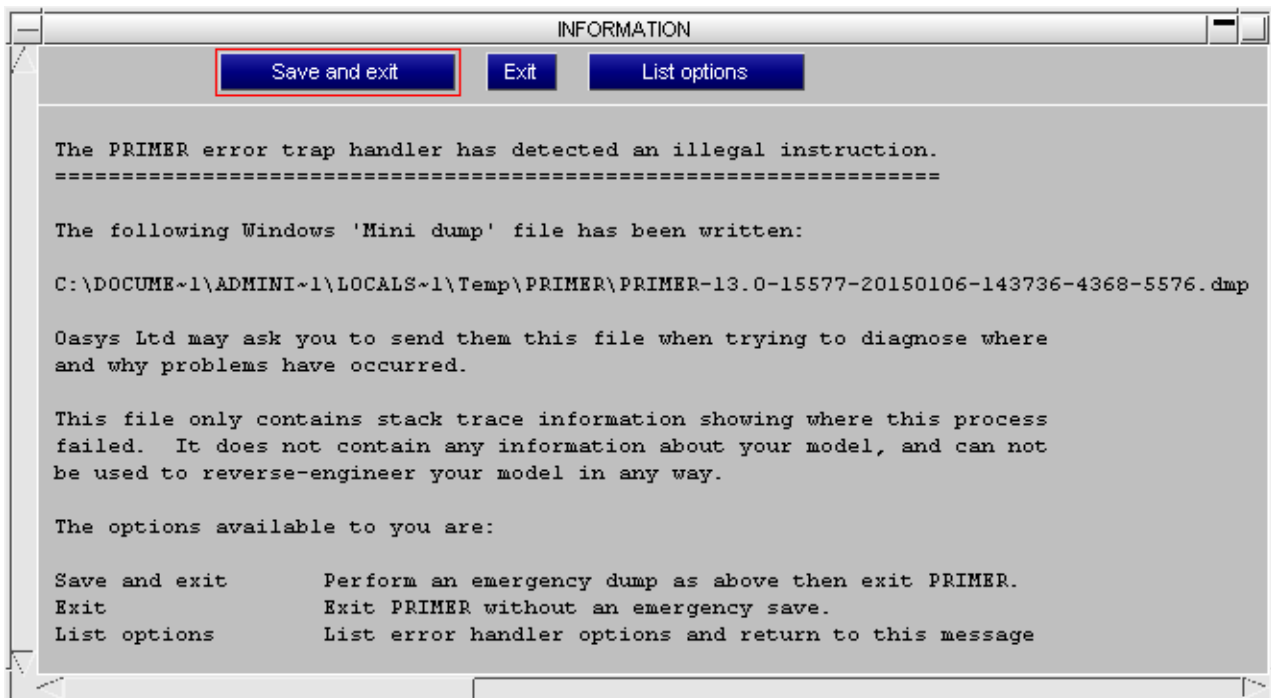 INFORMATION
Save and exit Exit List options
The PRIMER error trap handler has detected an illegal instruction.
==================================================================
The following Windows 'Mini dump' file has been written:
C:\DOCUME~1\ADMINI~1\LOCALS~1\Temp\PRIMER\PRIMER-13.0-15577-20150106-143736-4368-5576.dmp
Oasys Ltd may ask you to send them this file when trying to diagnose where
and why problems have occurred.
This file only contains stack trace information showing where this process
failed.  It does not contain any information about your model, and can not
be used to reverse-engineer your model in any way.
The options available to you are:
Save and exit Perform an emergency dump as above then exit PRIMER.
Exit Exit PRIMER without an emergency save.
List options List error handler options and return to this message